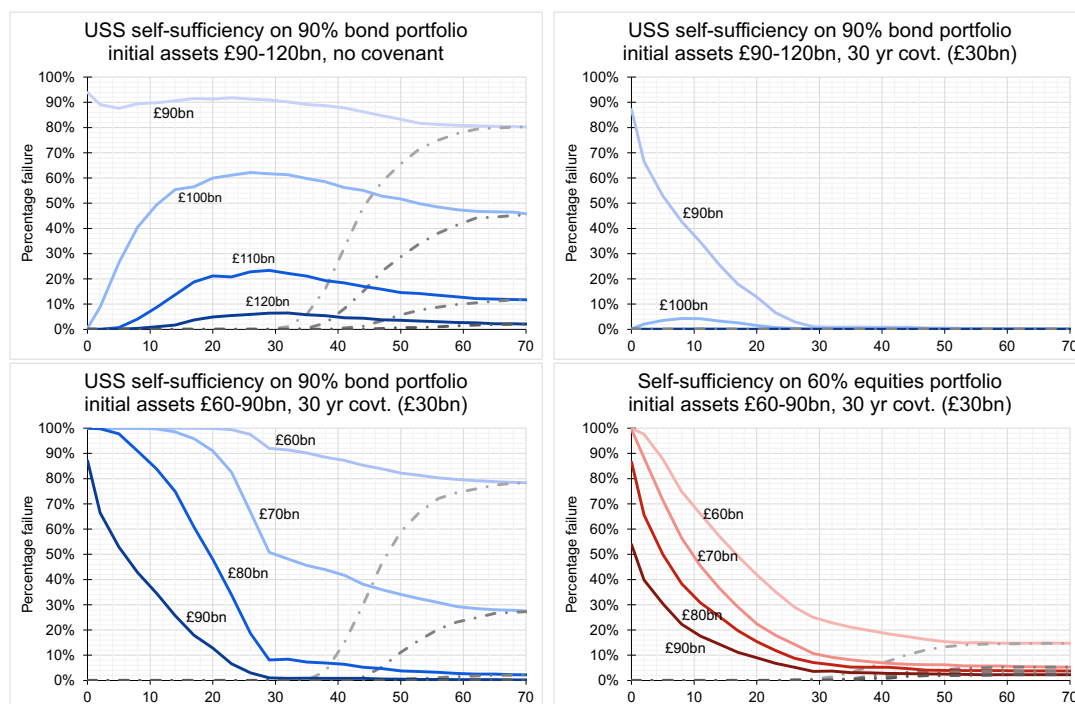 USS self-sufficiency on 90% bond portfolio
initial assets £90-120bn, no covenant
100%
90%
80%
70%
60%
50%
40%
30%
20%
10%
0%
Percentage failure
£90bn
£100bn
£110bn
£120bn
0 10 20 30 40 50 60 70
USS self-sufficiency on 90% bond portfolio
initial assets £90-120bn, 30 yr covt. (£30bn)
100%
90%
80%
70%
60%
50%
40%
30%
20%
10%
0%
Percentage failure
£90bn
£100bn
0 10 20 30 40 50 60 70
USS self-sufficiency on 90% bond portfolio
initial assets £60-90bn, 30 yr covt. (£30bn)
100%
90%
80%
70%
60%
50%
40%
30%
20%
10%
0%
Percentage failure
£60bn
£70bn
£80bn
£90bn
0 10 20 30 40 50 60 70
Self-sufficiency on 60% equities portfolio
initial assets £60-90bn, 30 yr covt. (£30bn)
100%
90%
80%
70%
60%
50%
40%
30%
20%
10%
0%
Percentage failure
£60bn
£70bn
£80bn
£90bn
0 10 20 30 40 50 60 70